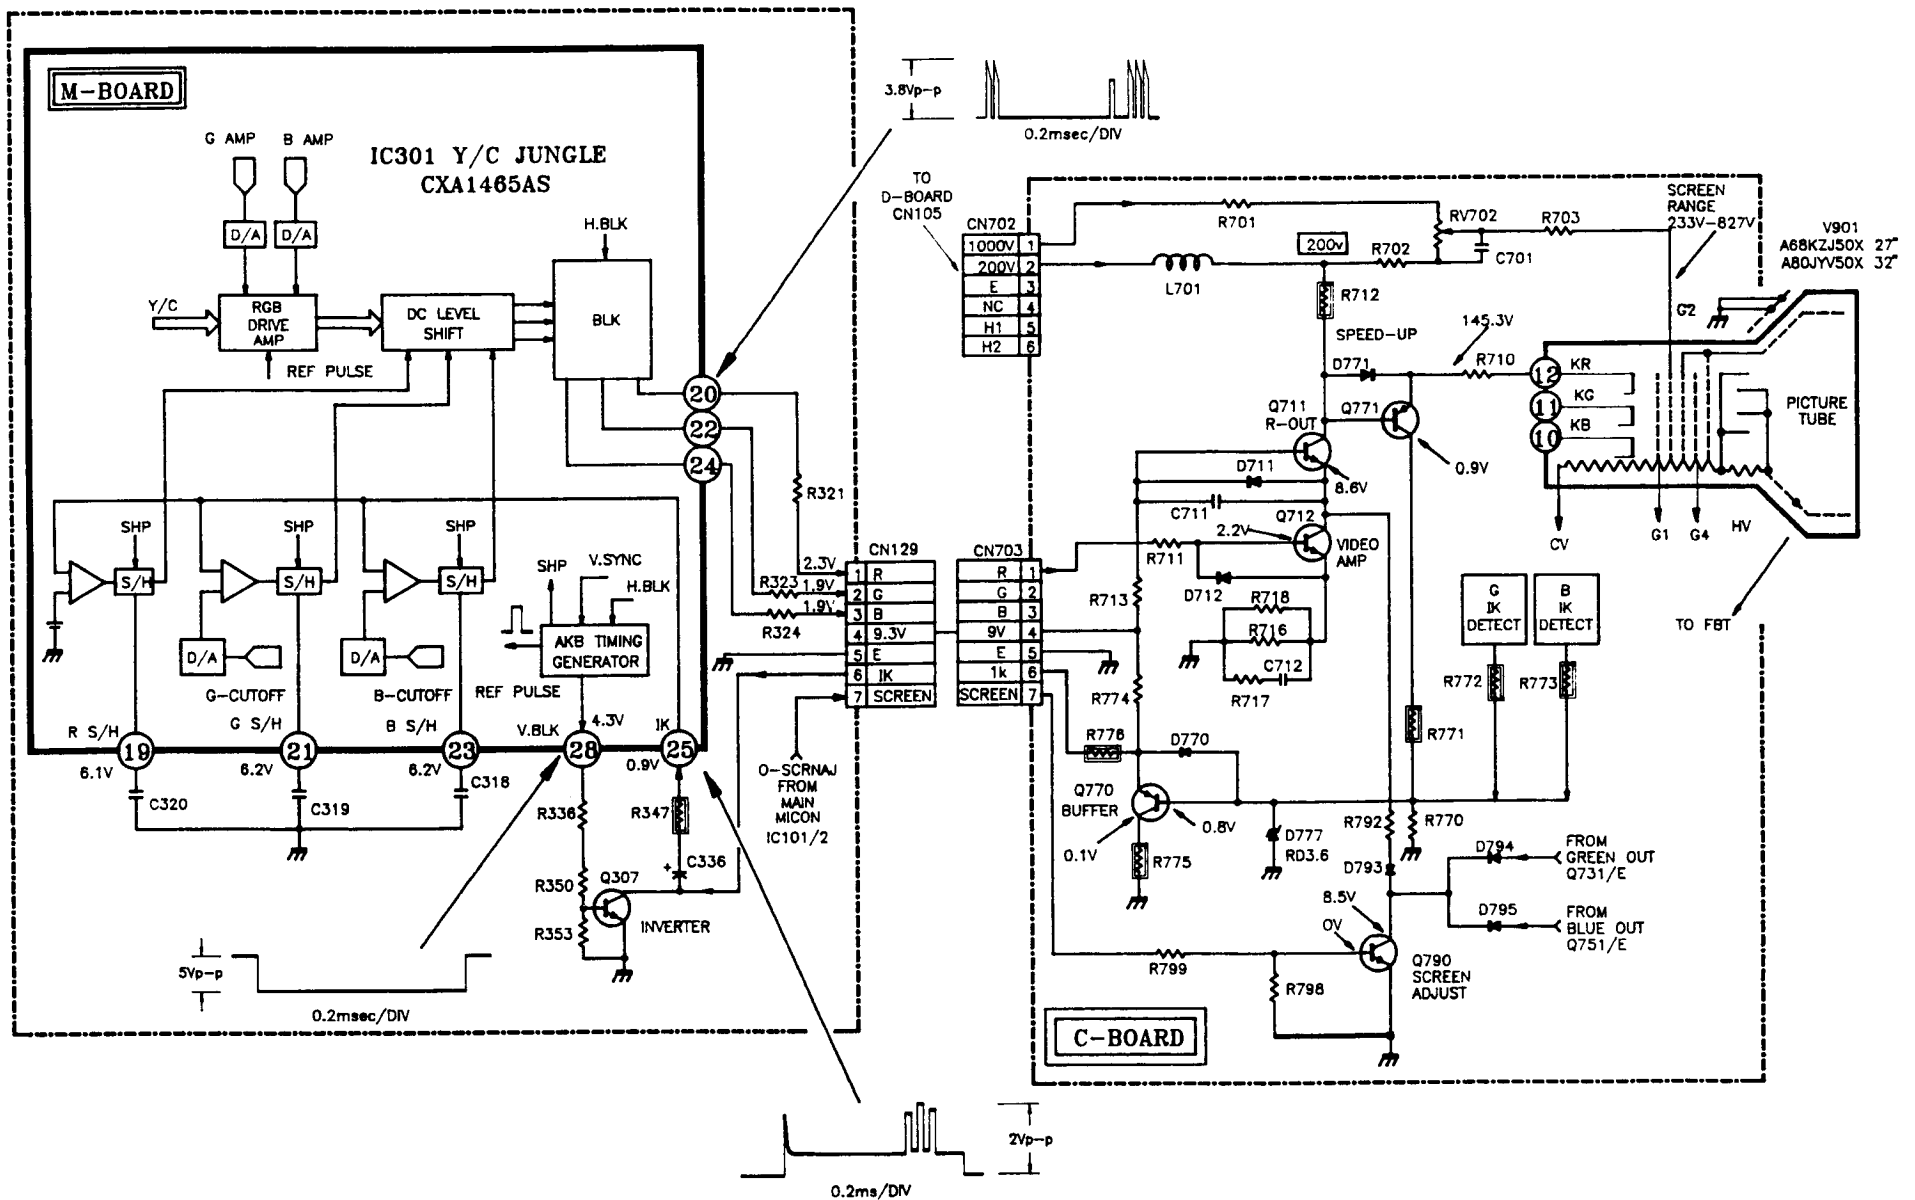 M-BOARD
G AMP
B AMP
IC301 Y/C JUNGLE
CXA1465AS
D/A
D/A
H.BLK
Y/C
RGB
DRIVE
AMP
DC LEVEL
SHIFT
BLK
REF PULSE
20
22
24
SHP
SHP
SHP
S/H
S/H
S/H
D/A
D/A
G-CUTOFF
B-CUTOFF
SHP
V.SYNC
H.BLK
AKB TIMING
GENERATOR
REF PULSE
R S/H
G S/H
B S/H
V.BLK
4.3V
IK
19
21
23
28
25
6.1V
6.2V
6.2V
0.9V
C320
C319
C318
R336
R347
C336
R350
Q307
INVERTER
R353
5Vp-p
0.2msec/DIV
R321
R323
R324
2.3V
1.9V
1.9V
CN129
1 R
2 G
3 B
4 9.3V
5 E
6 IK
7 SCREEN
O-SCRNAJ
FROM
MAIN
MICON
IC101/2
3.8Vp-p
0.2msec/DIV
2Vp-p
0.2ms/DIV
TO
D-BOARD
CN105
CN702
1000V 1
200V 2
E 3
NC 4
H1 5
H2 6
CN703
R 1
G 2
B 3
9V 4
E 5
1k 6
SCREEN 7
R701
RV702
R703
SCREEN
RANGE
233V-827V
V901
A68KZJ50X 27"
A80JYV50X 32"
200v
R702
C701
L701
R712
SPEED-UP
145.3V
D771
R710
G2
12
KR
11
KG
10
KB
PICTURE
TUBE
Q711
R-OUT
Q771
0.9V
D711
8.6V
C711
Q712
2.2V
VIDEO
AMP
R711
D712
R713
R718
R716
C712
R717
CV
G1
G4
HV
TO FBT
G
IK
DETECT
B
IK
DETECT
R772
R773
R774
R771
R776
D770
Q770
BUFFER
0.8V
0.1V
R775
D777
RD3.6
R792
R770
D793
D794
FROM
GREEN OUT
Q731/E
D795
FROM
BLUE OUT
Q751/E
8.5V
0V
R799
R798
Q790
SCREEN
ADJUST
C-BOARD